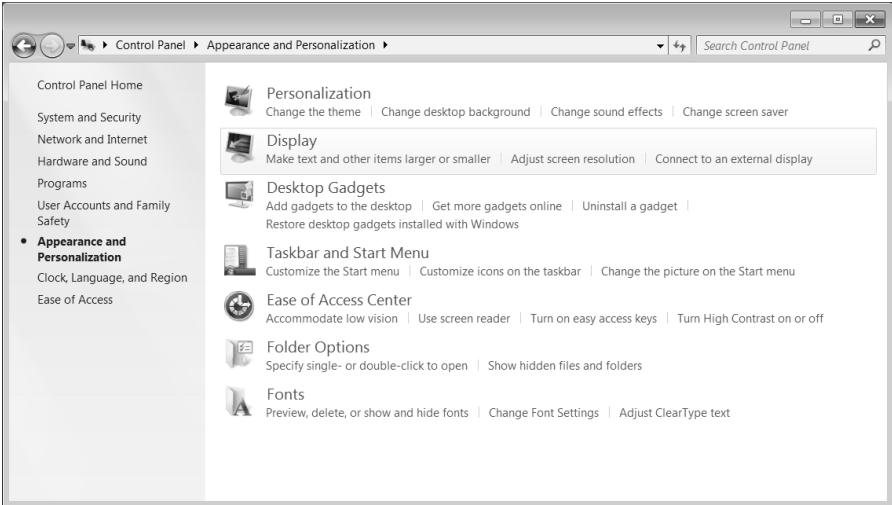 Control Panel ▸ Appearance and Personalization ▸
Search Control Panel
Control Panel Home
System and Security
Network and Internet
Hardware and Sound
Programs
User Accounts and Family
Safety
Appearance and
Personalization
Clock, Language, and Region
Ease of Access
Personalization
Change the theme | Change desktop background | Change sound effects | Change screen saver
Display
Make text and other items larger or smaller | Adjust screen resolution | Connect to an external display
Desktop Gadgets
Add gadgets to the desktop | Get more gadgets online | Uninstall a gadget |
Restore desktop gadgets installed with Windows
Taskbar and Start Menu
Customize the Start menu | Customize icons on the taskbar | Change the picture on the Start menu
Ease of Access Center
Accommodate low vision | Use screen reader | Turn on easy access keys | Turn High Contrast on or off
Folder Options
Specify single- or double-click to open | Show hidden files and folders
Fonts
Preview, delete, or show and hide fonts | Change Font Settings | Adjust ClearType text